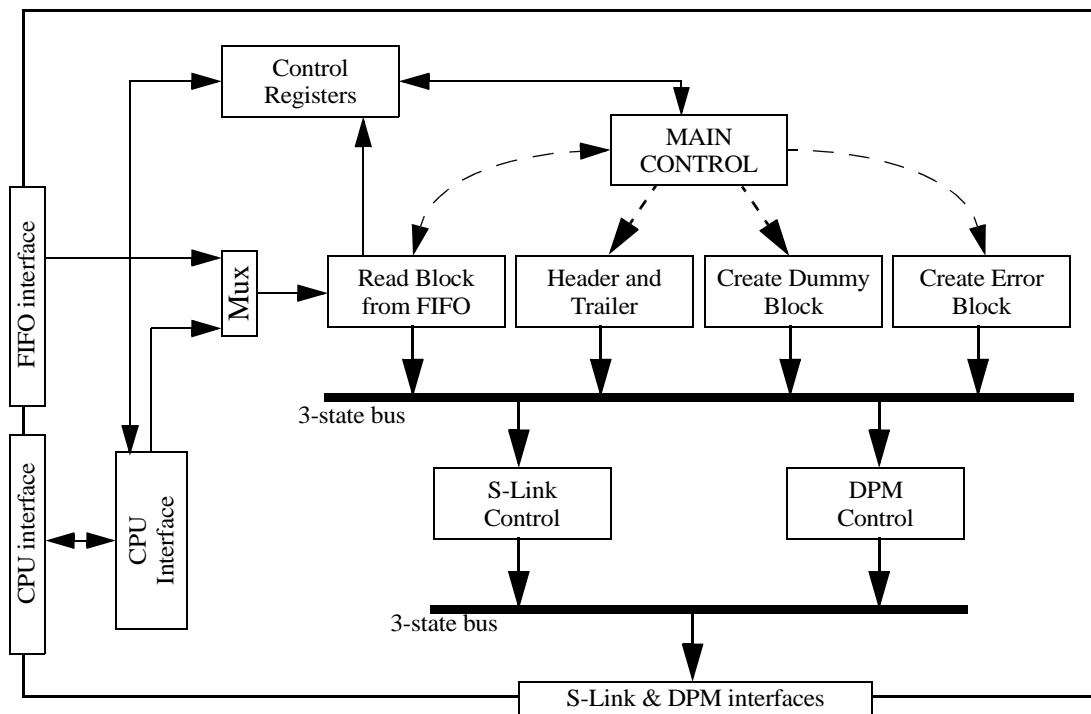 Control
Registers
MAIN
CONTROL
FIFO interface
Mux
Read Block
from FIFO
Header and
Trailer
Create Dummy
Block
Create Error
Block
3-state bus
CPU interface
CPU
Interface
S-Link
Control
DPM
Control
3-state bus
S-Link & DPM interfaces